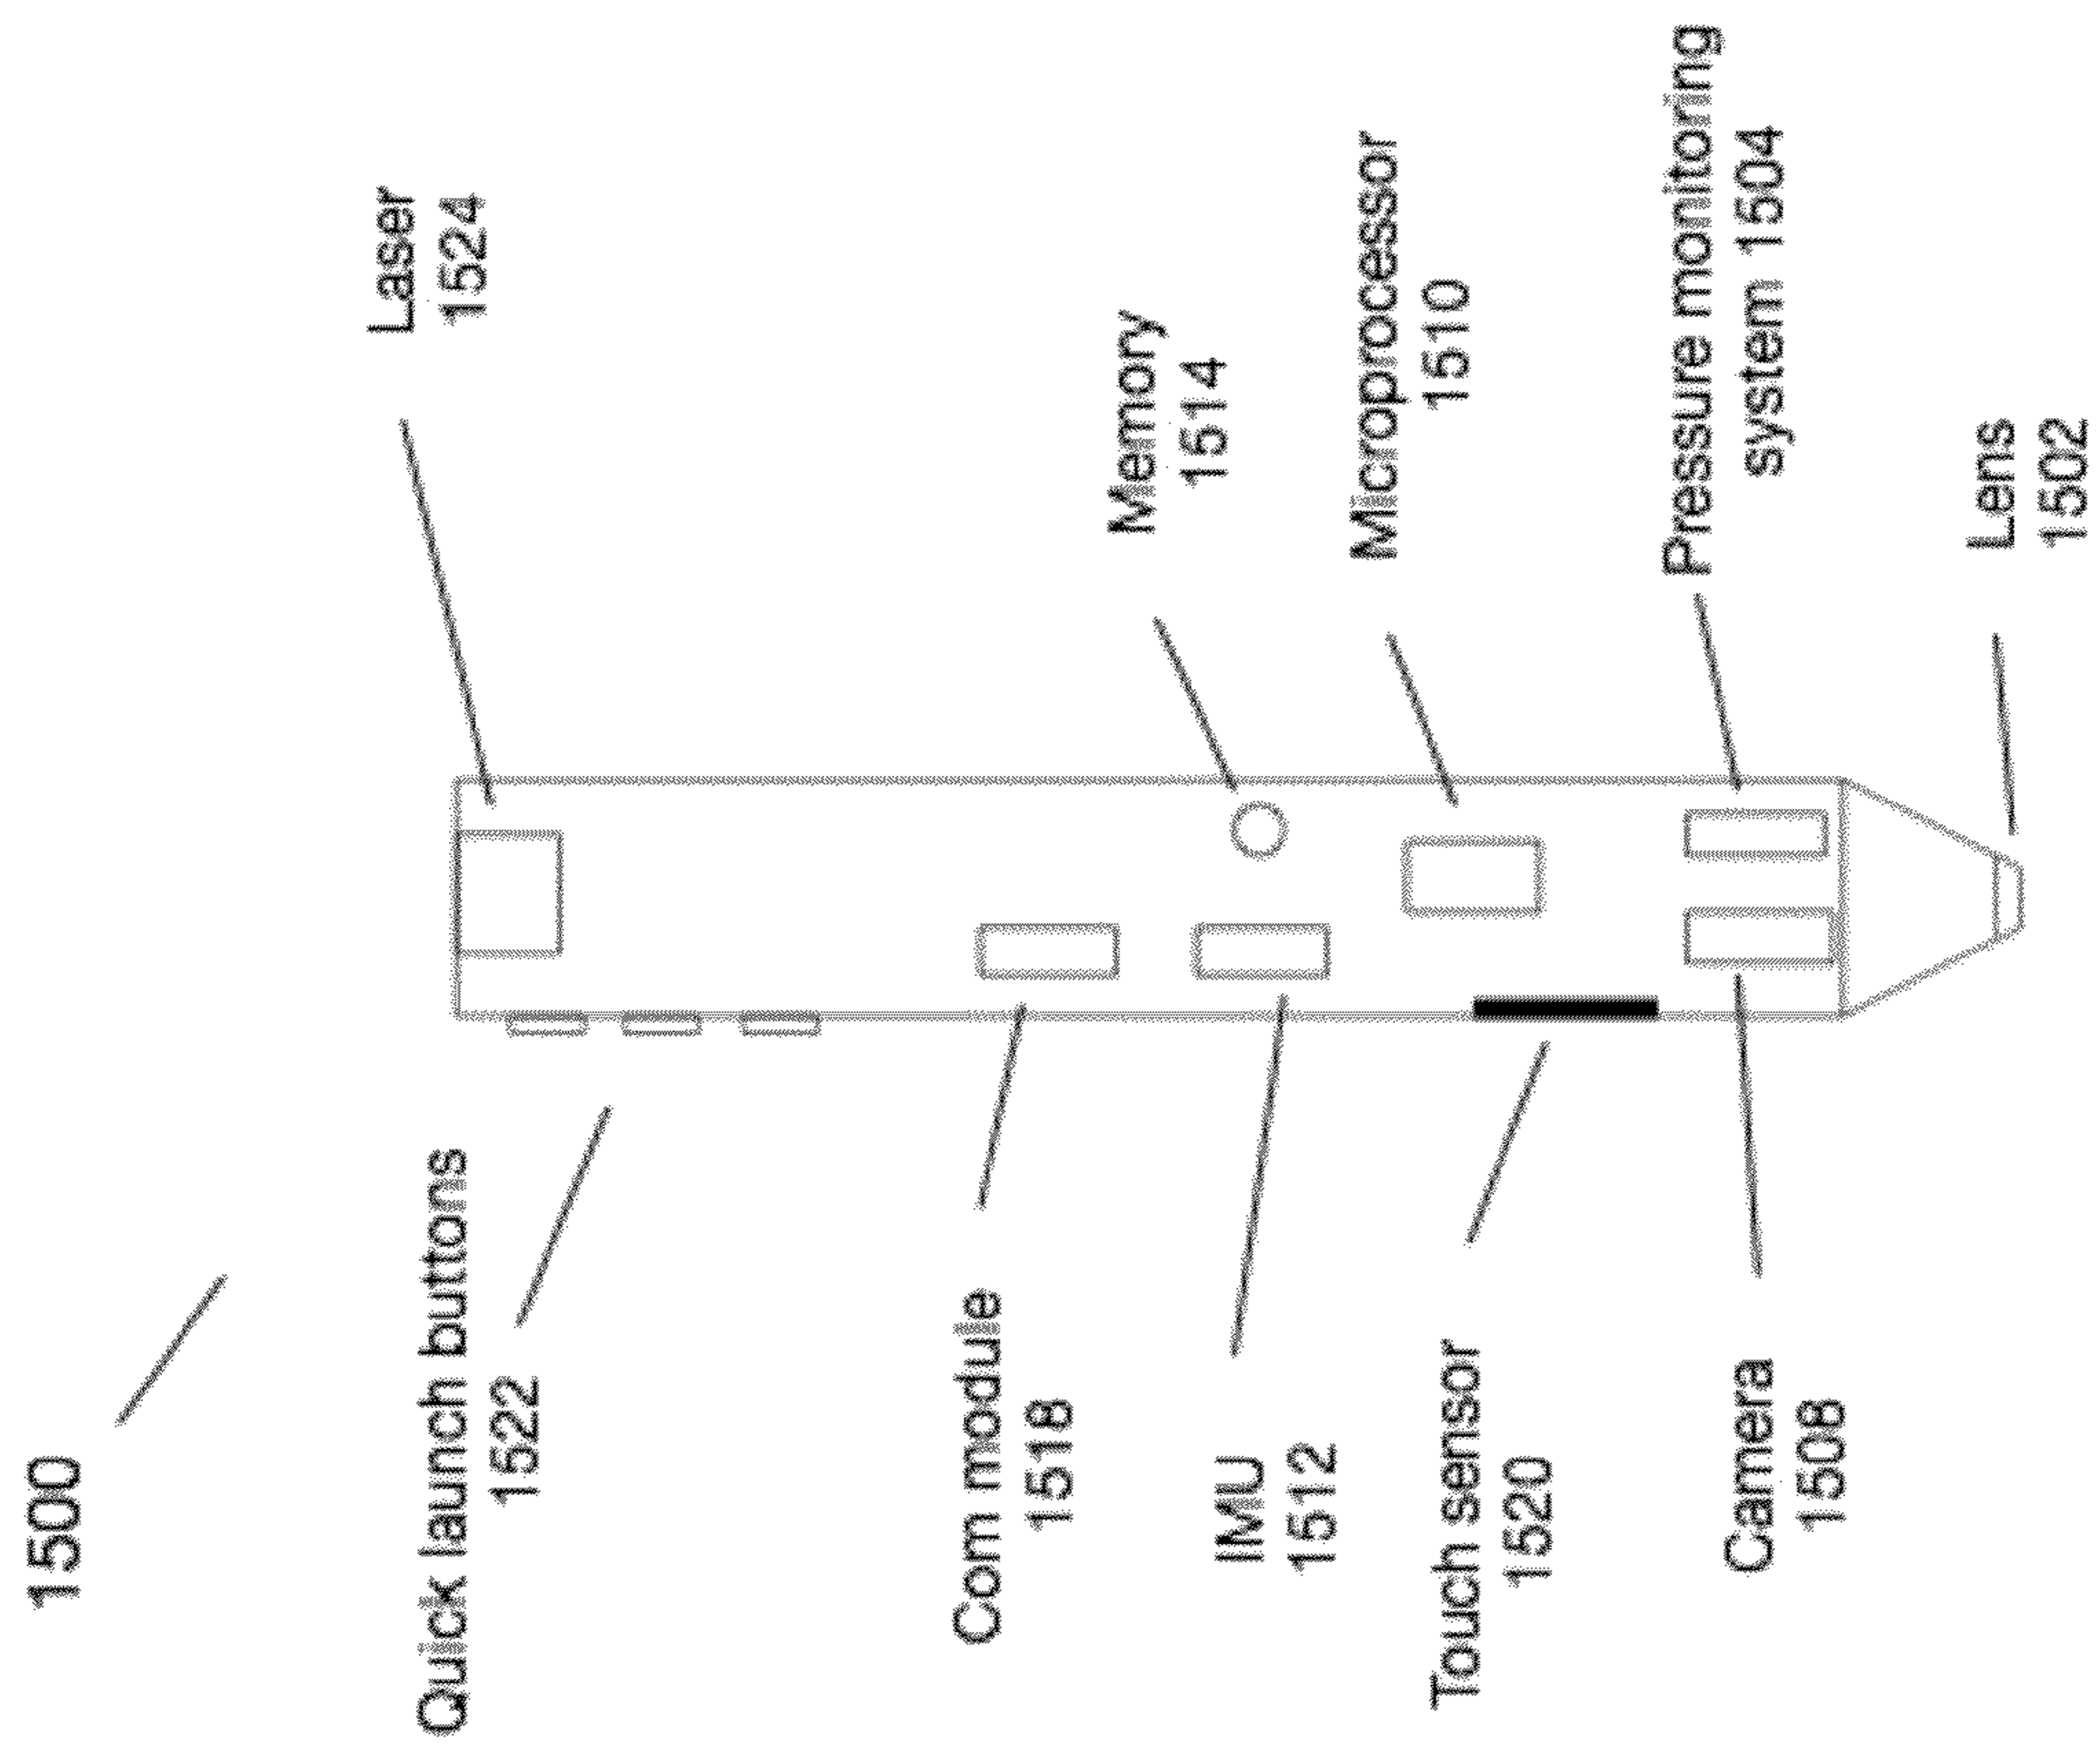 1500
Quick launch buttons
1522
Laser
1524
Com module
1518
Memory
1514
IMU
1512
Microprocessor
1510
Touch sensor
1520
Pressure monitoring
system 1504
Camera
1508
Lens
1502